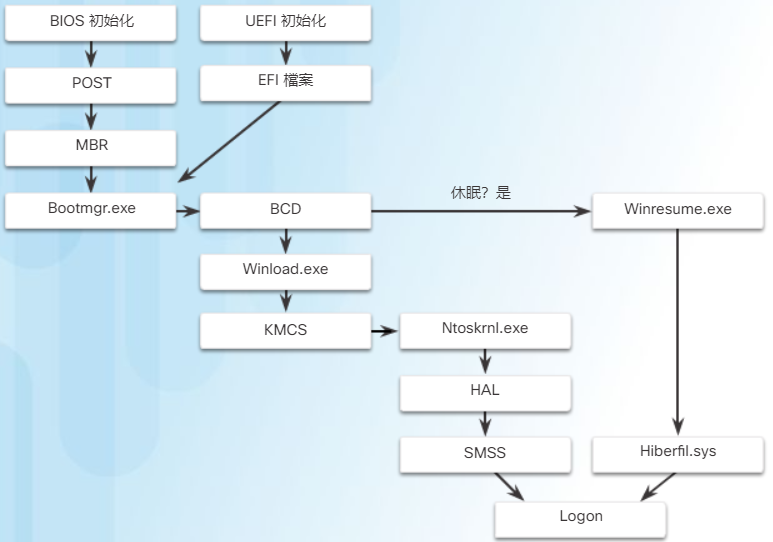 BIOS 初始化
UEFI 初始化
POST
EFI 檔案
MBR
Bootmgr.exe
BCD
休眠? 是
Winresume.exe
Winload.exe
KMCS
Ntoskrnl.exe
HAL
SMSS
Hiberfil.sys
Logon